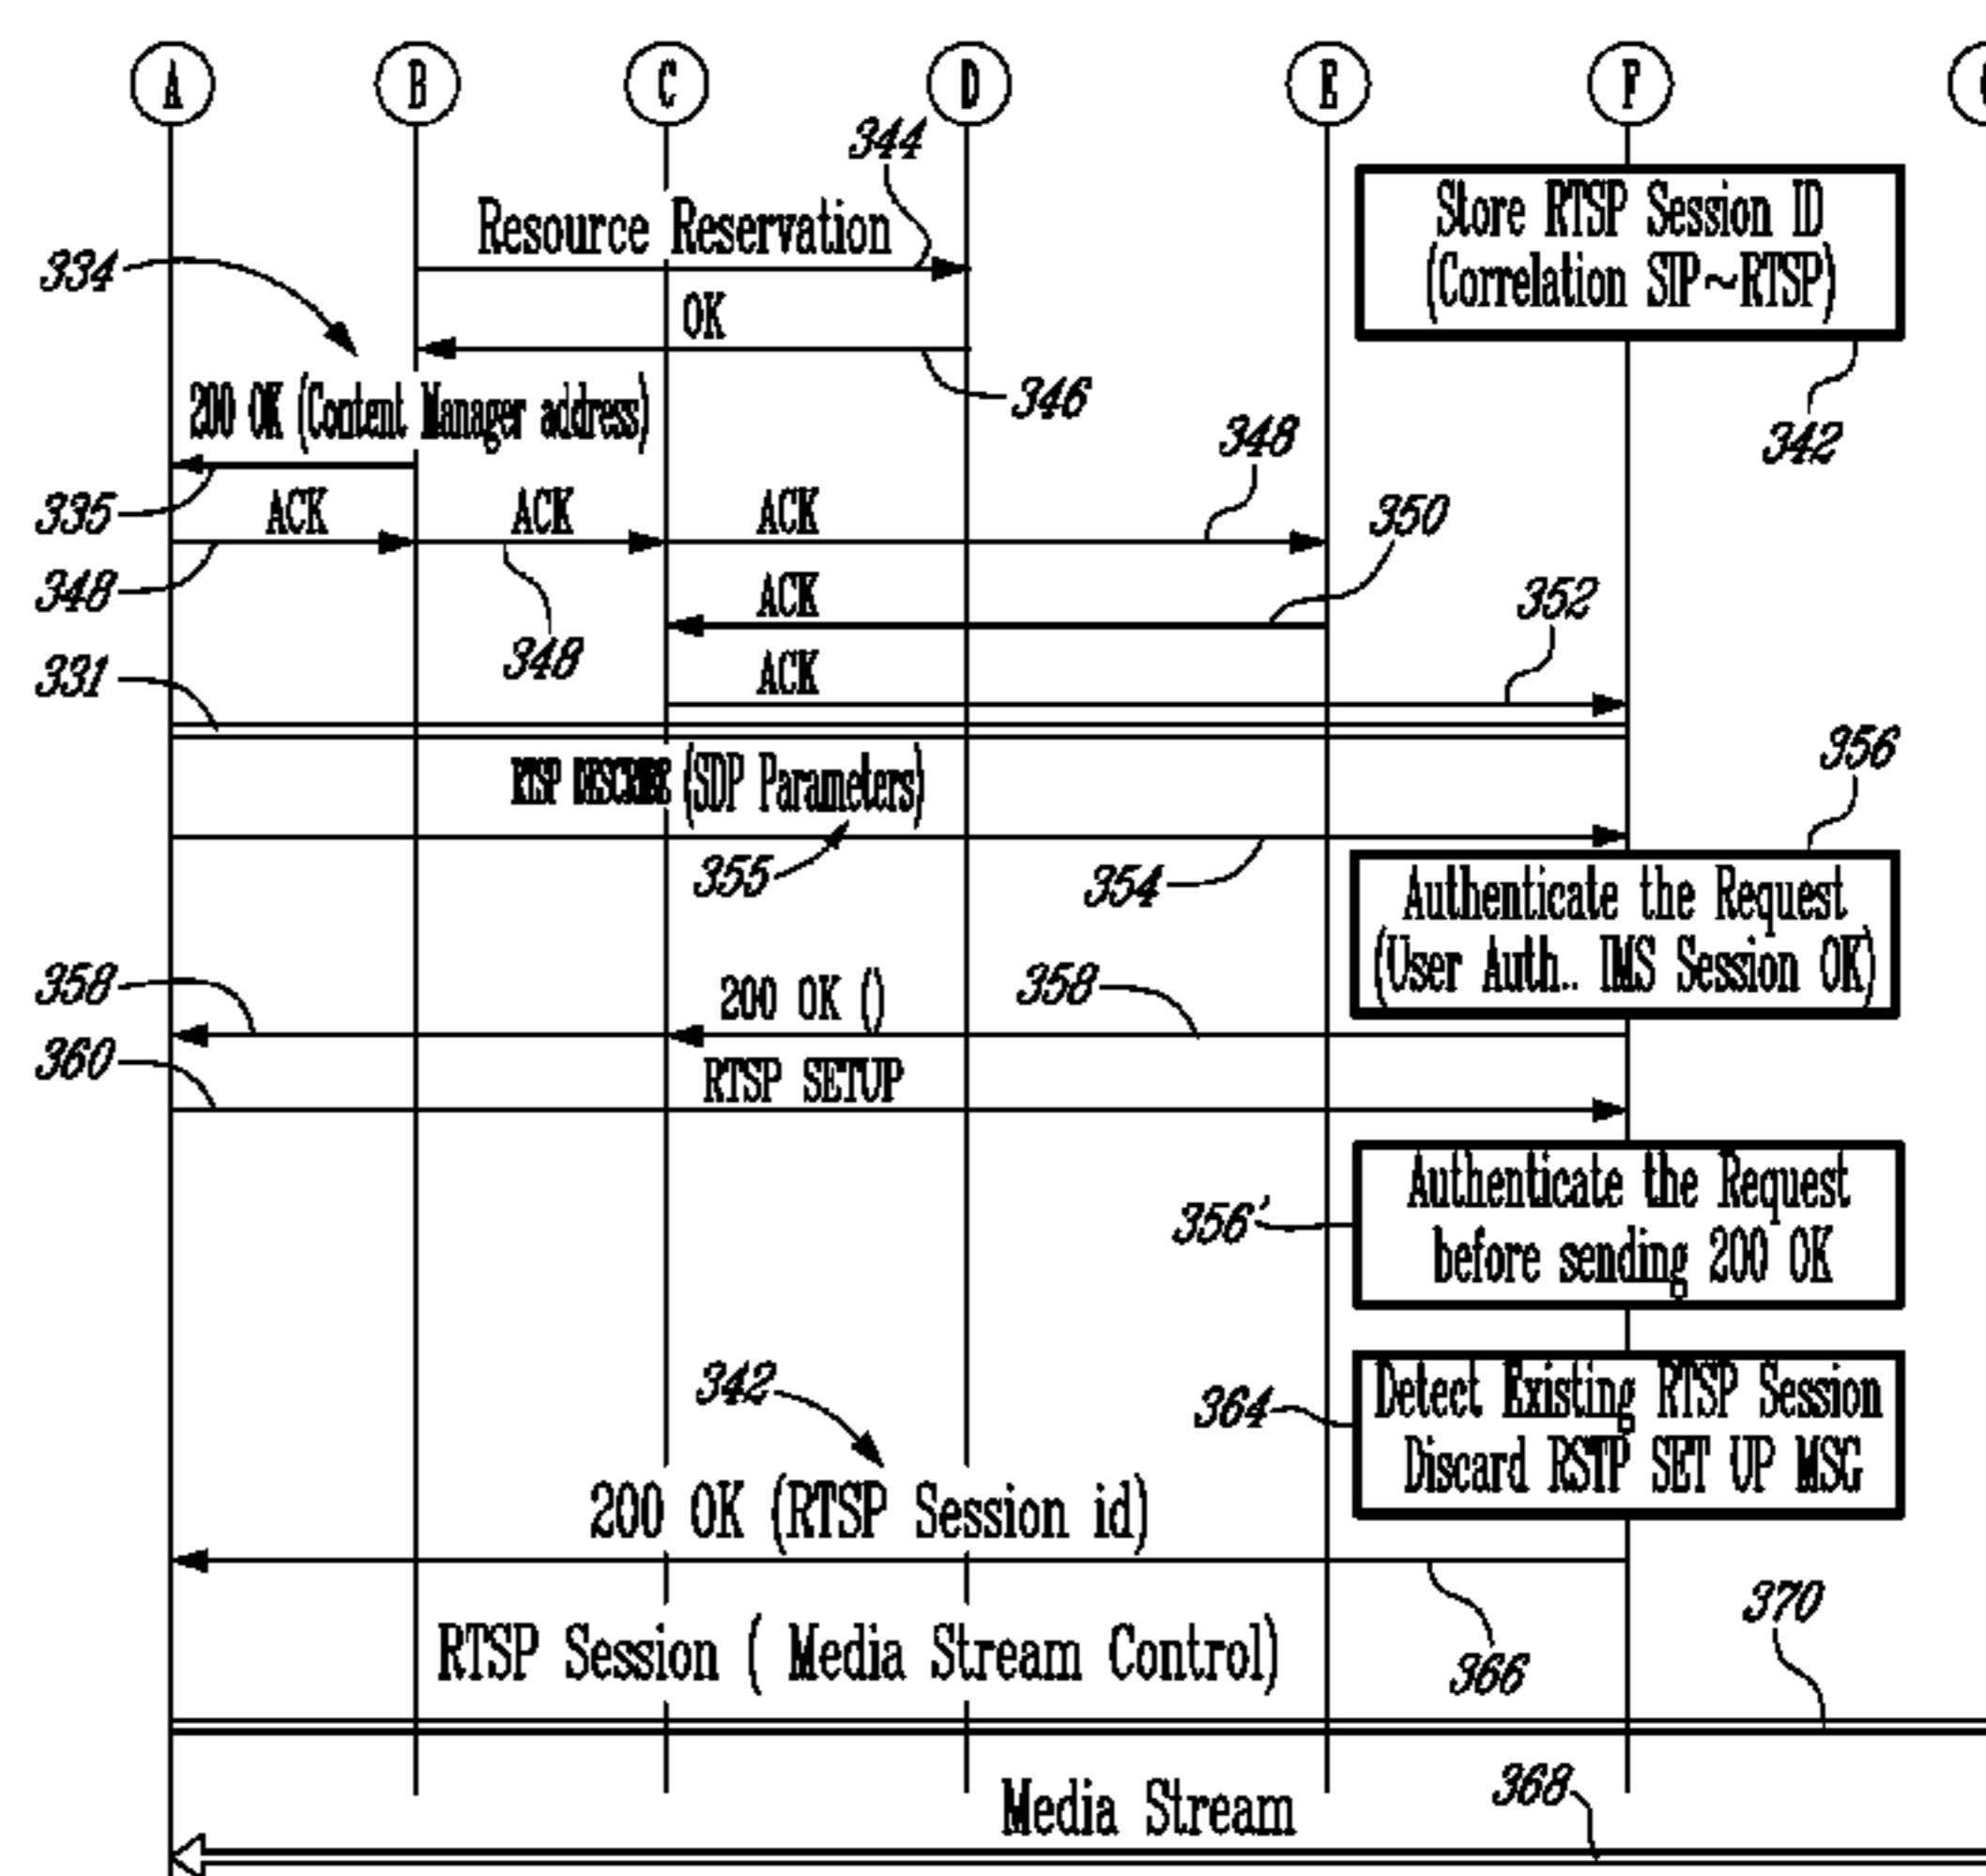 A B C D E F
344
Resource Reservation
Store RTSP Session ID
(Correlation SIP~RTSP)
334
OK
346
342
200 OK (Content Manager address)
348
335
ACK ACK ACK
350
348
ACK
352
348
331
ACK
356
RTSP DESCRIBE (SDP Parameters)
355
354
Authenticate the Request
(User Auth.. IMS Session OK)
358
200 OK ()
358
360
RTSP SETUP
356'
Authenticate the Request
before sending 200 OK
342
364
Detect Existing RTSP Session
Discard RSTP SET UP MSG
200 OK (RTSP Session id)
370
RTSP Session ( Media Stream Control)
366
368
Media Stream